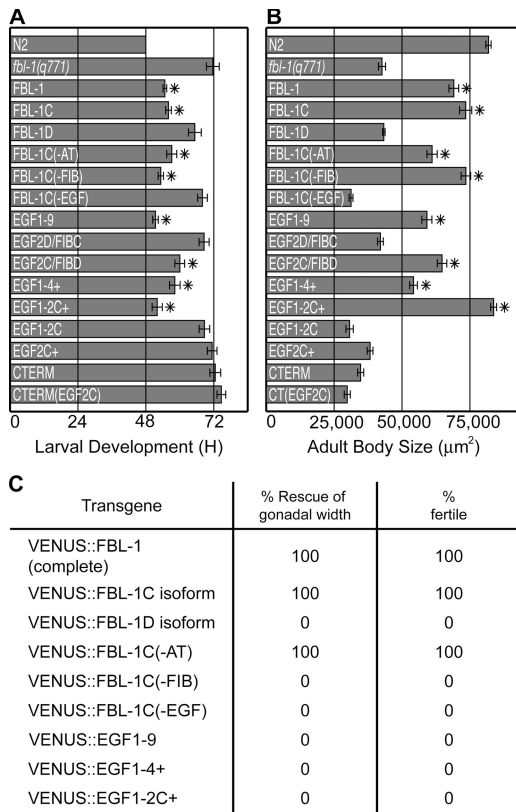 A
N2
fbl-1(q771)
FBL-1
FBL-1C
FBL-1D
FBL-1C(-AT)
FBL-1C(-FIB)
FBL-1C(-EGF)
EGF1-9
EGF2D/FIBC
EGF2C/FIBD
EGF1-4+
EGF1-2C+
EGF1-2C
EGF2C+
CTERM
CTERM(EGF2C)
0 24 48 72
Larval Development (H)
B
N2
fbl-1(q771)
FBL-1
FBL-1C
FBL-1D
FBL-1C(-AT)
FBL-1C(-FIB)
FBL-1C(-EGF)
EGF1-9
EGF2D/FIBC
EGF2C/FIBD
EGF1-4+
EGF1-2C+
EGF1-2C
EGF2C+
CTERM
CT(EGF2C)
0 25,000 50,000 75,000
Adult Body Size (μm²)
C
Transgene
% Rescue of
gonadal width
%
fertile
VENUS::FBL-1
(complete) 100 100
VENUS::FBL-1C isoform 100 100
VENUS::FBL-1D isoform 0 0
VENUS::FBL-1C(-AT) 100 100
VENUS::FBL-1C(-FIB) 0 0
VENUS::FBL-1C(-EGF) 0 0
VENUS::EGF1-9 0 0
VENUS::EGF1-4+ 0 0
VENUS::EGF1-2C+ 0 0